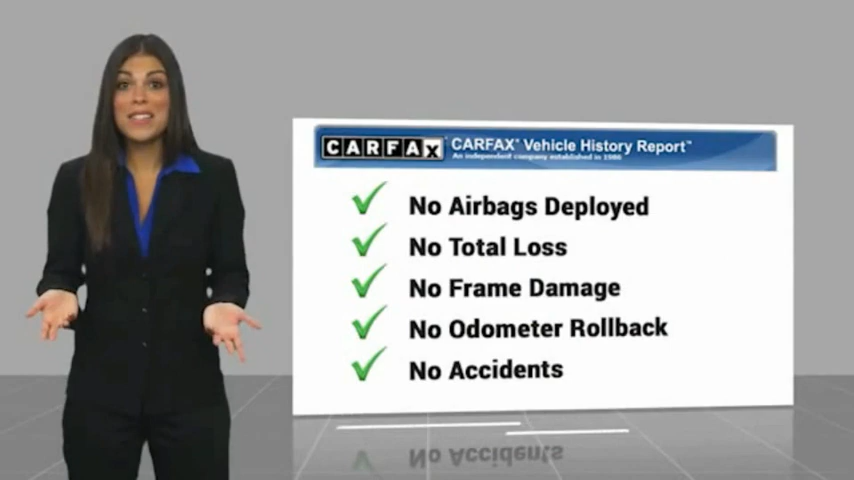 CARFAX CARFAX® Vehicle History Report™
An independent company established in 1986
No Airbags Deployed
No Total Loss
No Frame Damage
No Odometer Rollback
No Accidents
No Accidents